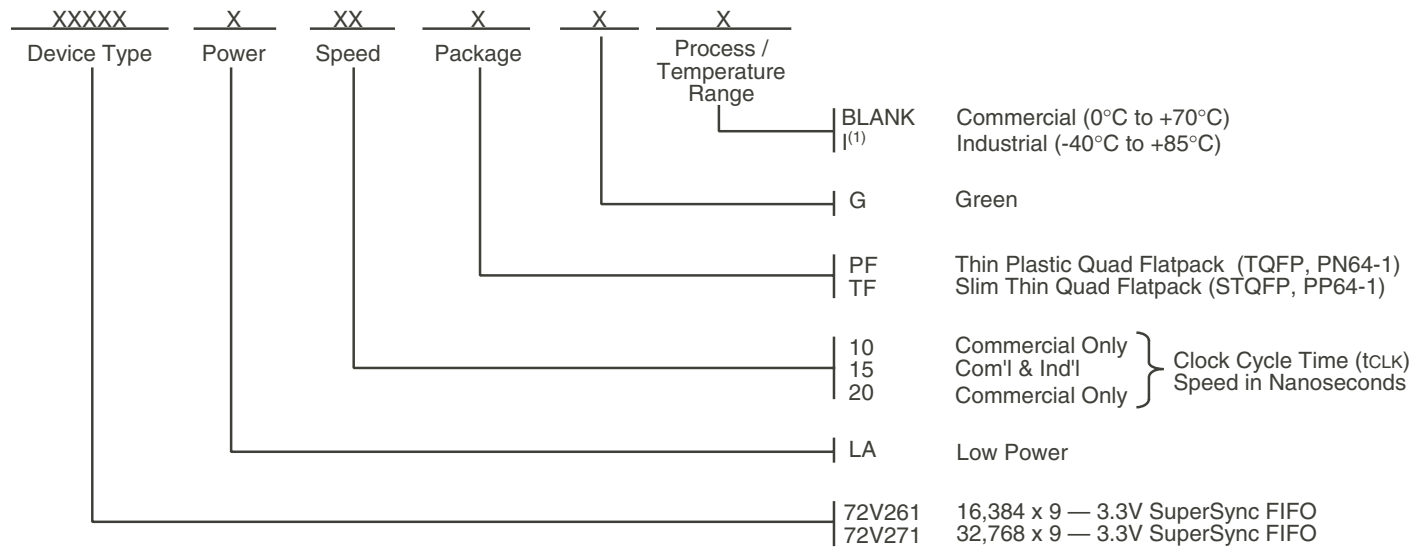 XXXXX X XX X X X
Device Type Power Speed Package Process /
Temperature
Range
BLANK Commercial (0°C to +70°C)
I(1) Industrial (-40°C to +85°C)
G Green
PF Thin Plastic Quad Flatpack (TQFP, PN64-1)
TF Slim Thin Quad Flatpack (STQFP, PP64-1)
10 Commercial Only
15 Com'l & Ind'l
20 Commercial Only
Clock Cycle Time (tCLK)
Speed in Nanoseconds
LA Low Power
72V261 16,384 x 9 — 3.3V SuperSync FIFO
72V271 32,768 x 9 — 3.3V SuperSync FIFO